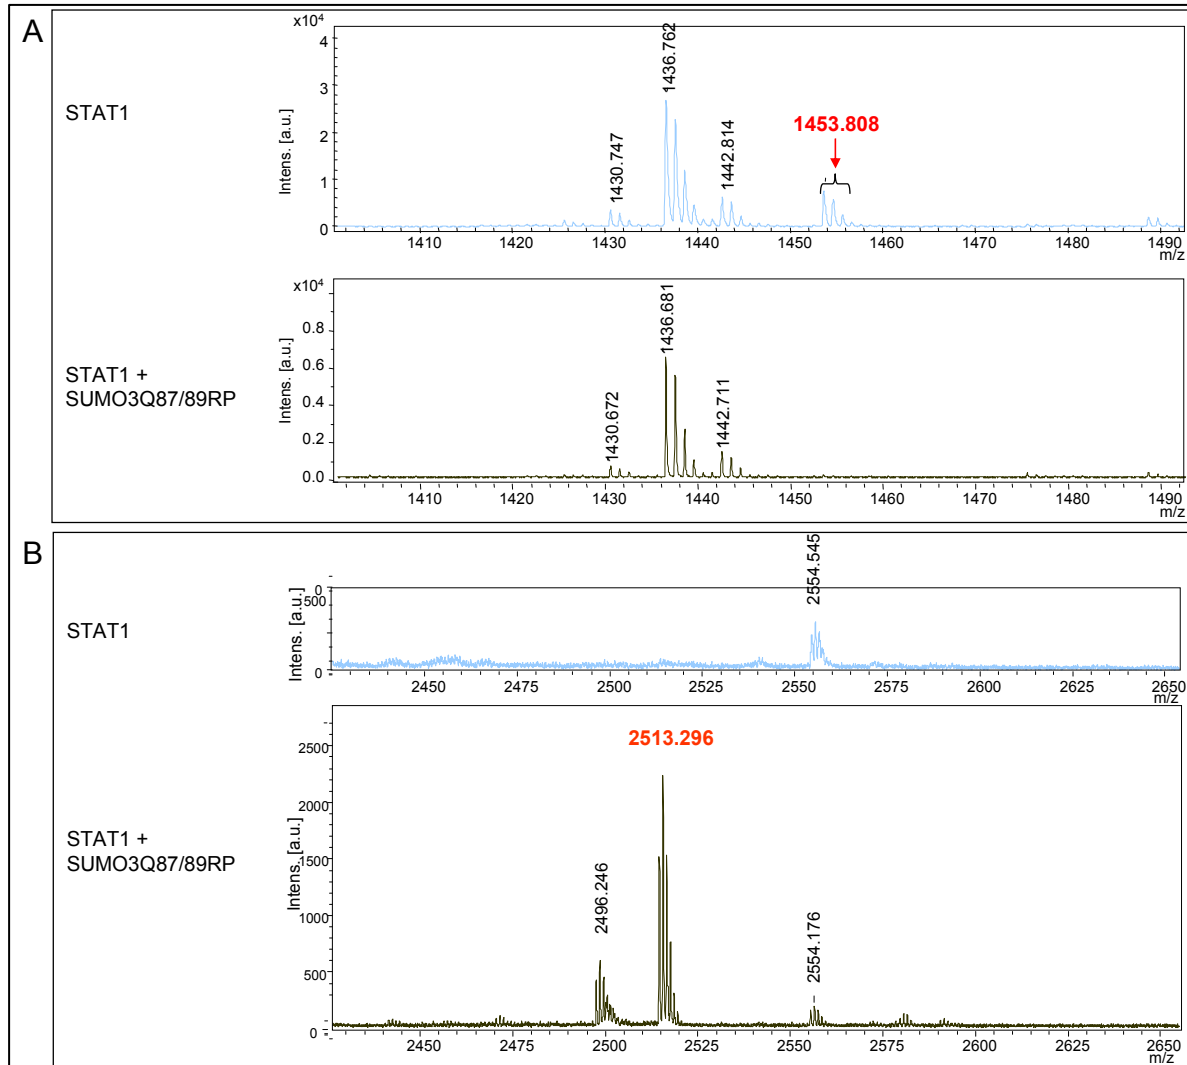 A
x10⁴
4
3
2
1
0
Intens. [a.u.]
STAT1
1430.747
1436.762
1442.814
1453.808
1410 1420 1430 1440 1450 1460 1470 1480 1490
m/z
x10⁴
0.8
0.6
0.4
0.2
0.0
Intens. [a.u.]
STAT1 +
SUMO3Q87/89RP
1430.672
1436.681
1442.711
1410 1420 1430 1440 1450 1460 1470 1480 1490
m/z
B
0
500
0
Intens. [a.u.]
STAT1
2554.545
2450 2475 2500 2525 2550 2575 2600 2625 2650
m/z
2500
2000
1500
1000
500
0
Intens. [a.u.]
STAT1 +
SUMO3Q87/89RP
2496.246
2513.296
2554.176
2450 2475 2500 2525 2550 2575 2600 2625 2650
m/z